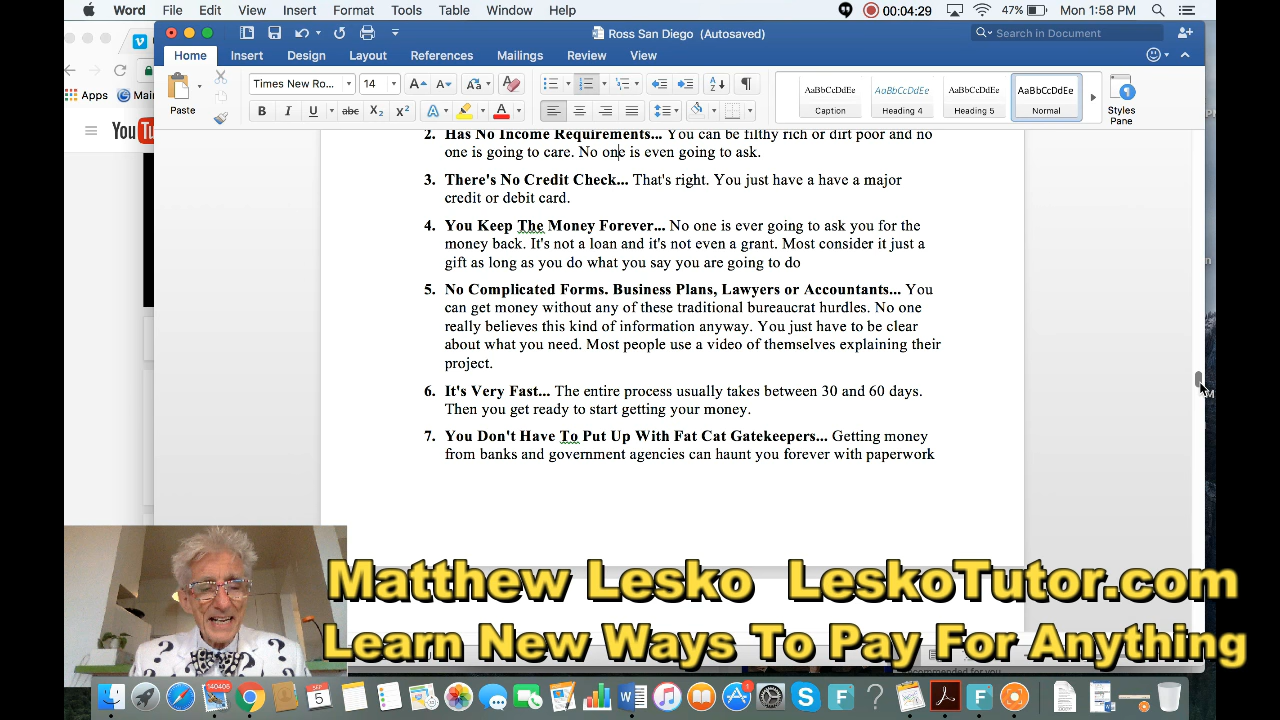 Word File Edit View Insert Format Tools Table Window Help 00:04:29 47% Mon 1:58 PM
Ross San Diego (Autosaved) Search in Document
Home Insert Design Layout References Mailings Review View
Paste Times New Ro... 14
B I U abc X₂ X² A A
AaBbCcDdEe AaBbCcDdEe AaBbCcDdEe AaBbCcDdEe
Caption Heading 4 Heading 5 Normal
Styles
Pane
Apps Mai
You Tu
2. Has No Income Requirements... You can be filthy rich or dirt poor and no
one is going to care. No one is even going to ask.
3. There's No Credit Check... That's right. You just have a have a major
credit or debit card.
4. You Keep The Money Forever... No one is ever going to ask you for the
money back. It's not a loan and it's not even a grant. Most consider it just a
gift as long as you do what you say you are going to do
5. No Complicated Forms. Business Plans, Lawyers or Accountants... You
can get money without any of these traditional bureaucrat hurdles. No one
really believes this kind of information anyway. You just have to be clear
about what you need. Most people use a video of themselves explaining their
project.
6. It's Very Fast... The entire process usually takes between 30 and 60 days.
Then you get ready to start getting your money.
7. You Don't Have To Put Up With Fat Cat Gatekeepers... Getting money
from banks and government agencies can haunt you forever with paperwork
Matthew Lesko LeskoTutor.com
Learn New Ways To Pay For Anything